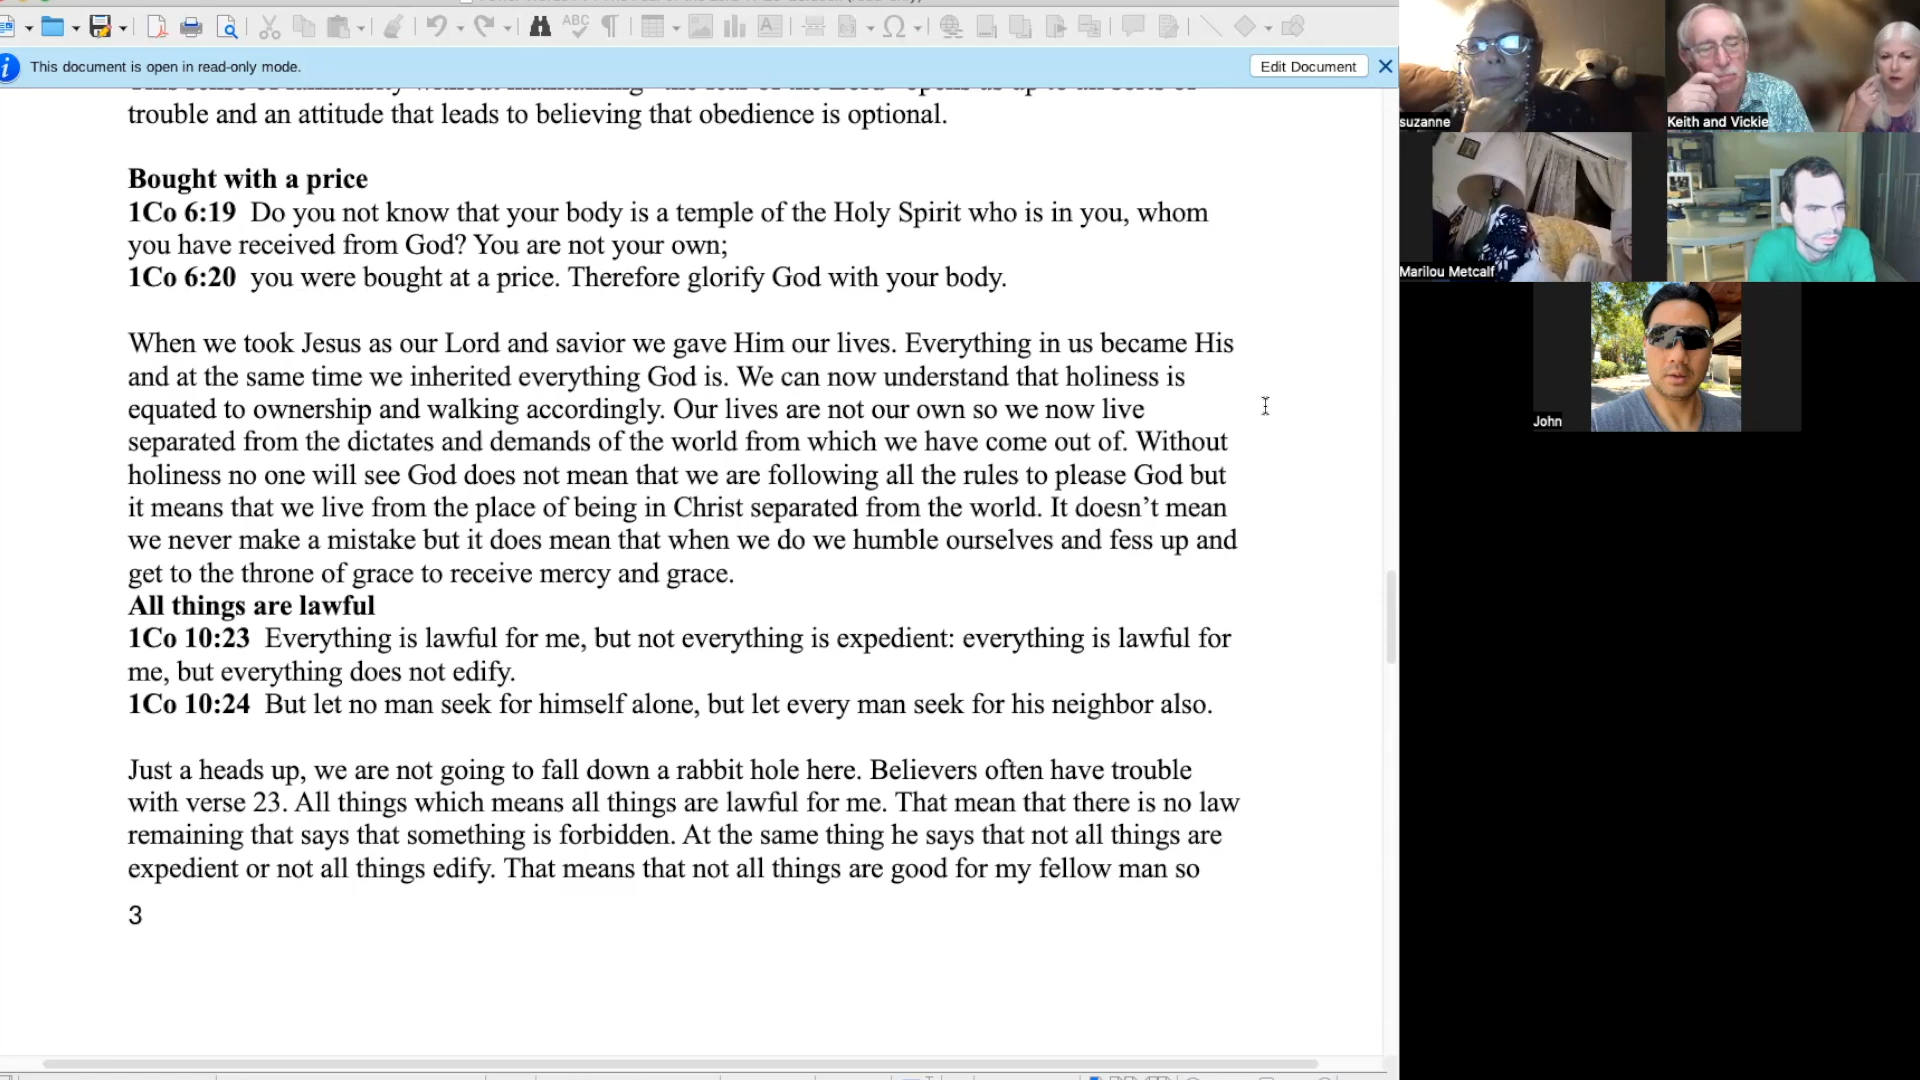 This document is open in read-only mode.
Edit Document
trouble and an attitude that leads to believing that obedience is optional.
Bought with a price
1Co 6:19 Do you not know that your body is a temple of the Holy Spirit who is in you, whom
you have received from God? You are not your own;
1Co 6:20 you were bought at a price. Therefore glorify God with your body.
When we took Jesus as our Lord and savior we gave Him our lives. Everything in us became His
and at the same time we inherited everything God is. We can now understand that holiness is
equated to ownership and walking accordingly. Our lives are not our own so we now live
separated from the dictates and demands of the world from which we have come out of. Without
holiness no one will see God does not mean that we are following all the rules to please God but
it means that we live from the place of being in Christ separated from the world. It doesn’t mean
we never make a mistake but it does mean that when we do we humble ourselves and fess up and
get to the throne of grace to receive mercy and grace.
All things are lawful
1Co 10:23 Everything is lawful for me, but not everything is expedient: everything is lawful for
me, but everything does not edify.
1Co 10:24 But let no man seek for himself alone, but let every man seek for his neighbor also.
Just a heads up, we are not going to fall down a rabbit hole here. Believers often have trouble
with verse 23. All things which means all things are lawful for me. That mean that there is no law
remaining that says that something is forbidden. At the same thing he says that not all things are
expedient or not all things edify. That means that not all things are good for my fellow man so
3
suzanne
Keith and Vickie
Marilou Metcalf
John